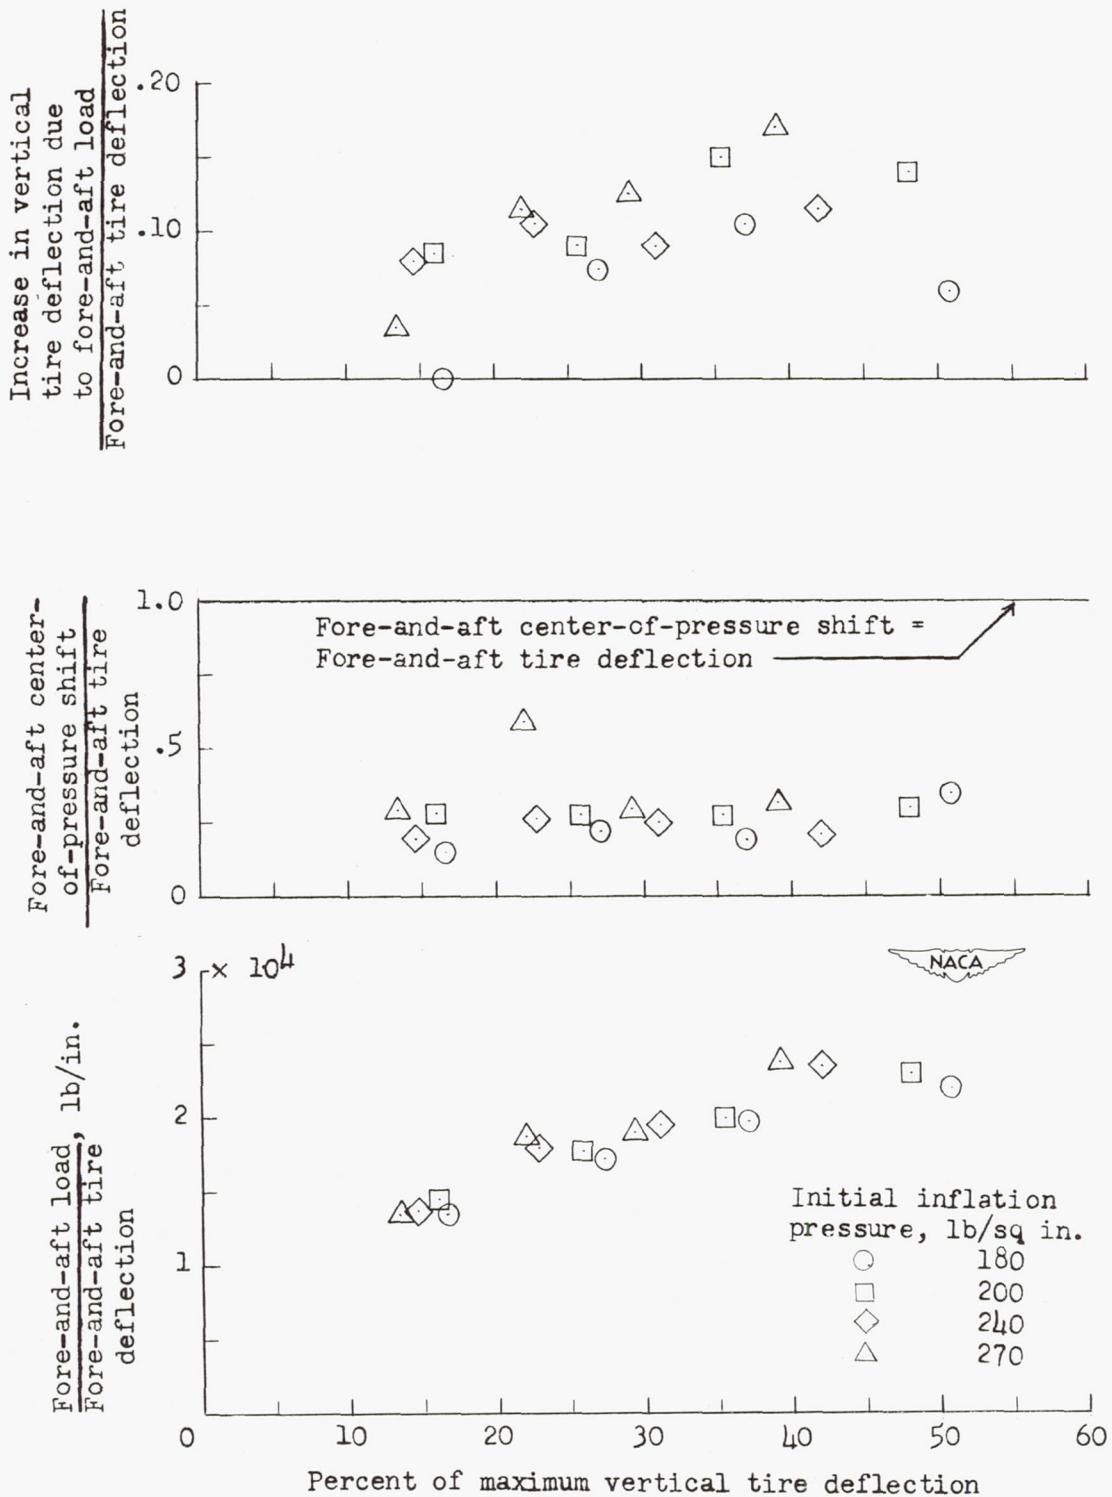 Increase in vertical
tire deflection due
to fore-and-aft load
Fore-and-aft tire deflection
.20
.10
0
Fore-and-aft center-
of-pressure shift
Fore-and-aft tire
deflection
1.0
.5
0
Fore-and-aft center-of-pressure shift =
Fore-and-aft tire deflection
Fore-and-aft load, lb/in.
Fore-and-aft tire
deflection
3 × 10⁴
2
1
NACA
Initial inflation
pressure, lb/sq in.
180
200
240
270
0 10 20 30 40 50 60
Percent of maximum vertical tire deflection